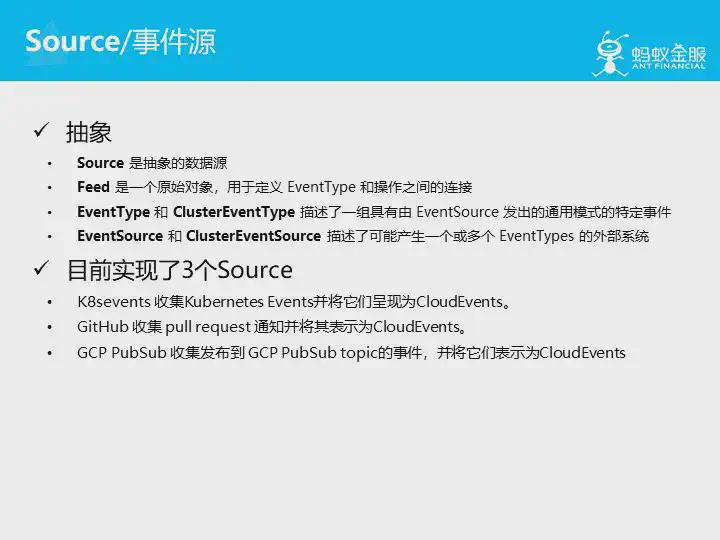 Source/事件源
蚂蚁金服
ANT FINANCIAL
✓ 抽象
• Source 是抽象的数据源
• Feed 是一个原始对象，用于定义 EventType 和操作之间的连接
• EventType 和 ClusterEventType 描述了一组具有由 EventSource 发出的通用模式的特定事件
• EventSource 和 ClusterEventSource 描述了可能产生一个或多个 EventTypes 的外部系统
✓ 目前实现了3个Source
• K8sevents 收集Kubernetes Events并将它们呈现为CloudEvents。
• GitHub 收集 pull request 通知并将其表示为CloudEvents。
• GCP PubSub 收集发布到 GCP PubSub topic的事件，并将它们表示为CloudEvents